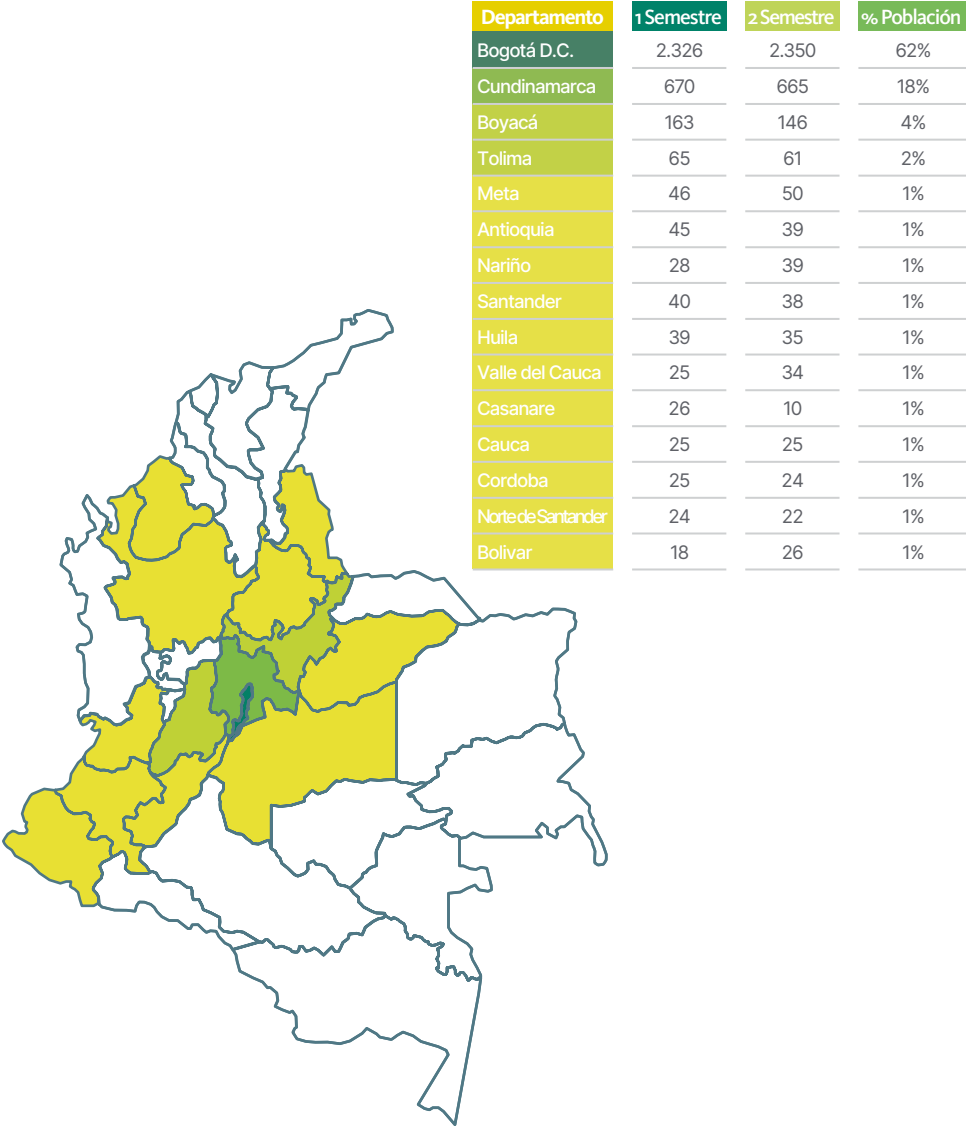 Departamento 1 Semestre 2 Semestre % Población
Bogotá D.C. 2.326 2.350 62%
Cundinamarca 670 665 18%
Boyacá 163 146 4%
Tolima 65 61 2%
Meta 46 50 1%
Antioquia 45 39 1%
Nariño 28 39 1%
Santander 40 38 1%
Huila 39 35 1%
Valle del Cauca 25 34 1%
Casanare 26 10 1%
Cauca 25 25 1%
Cordoba 25 24 1%
Norte de Santander 24 22 1%
Bolivar 18 26 1%